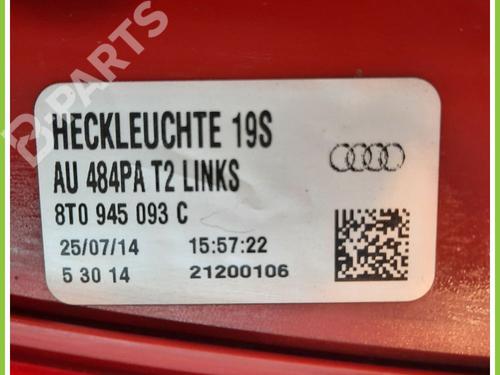 B-PARTS
HECKLEUCHTE 19S
AU 484PA T2 LINKS
8T0 945 093 C
25/07/14 15:57:22
5 30 14 21200106